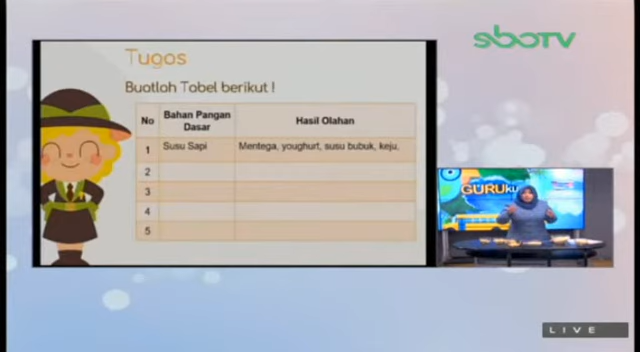 sboTV
Tugas
Buatlah Tabel berikut !
No Bahan Pangan Dasar Hasil Olahan
1 Susu Sapi Mentega, youghurt, susu bubuk, keju,
2
3
4
5
GURUku
LIVE